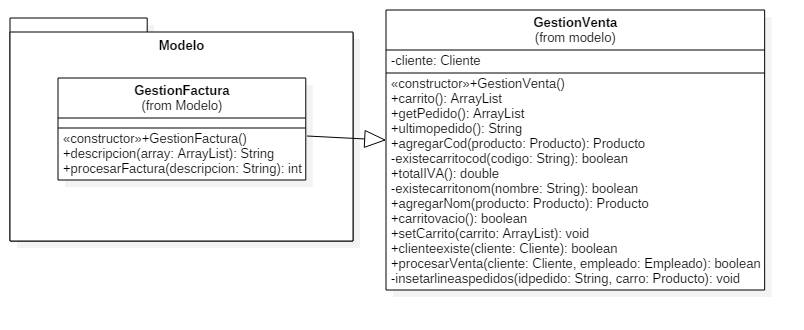 Modelo
GestionFactura
(from Modelo)
«constructor»+GestionFactura()
+descripcion(array: ArrayList): String
+procesarFactura(descripcion: String): int
GestionVenta
(from modelo)
-cliente: Cliente
«constructor»+GestionVenta()
+carrito(): ArrayList
+getPedido(): ArrayList
+ultimopedido(): String
+agregarCod(producto: Producto): Producto
-existecarritocod(codigo: String): boolean
+totalIVA(): double
-existecarritonom(nombre: String): boolean
+agregarNom(producto: Producto): Producto
+carritovacio(): boolean
+setCarrito(carrito: ArrayList): void
+clienteexiste(cliente: Cliente): boolean
+procesarVenta(cliente: Cliente, empleado: Empleado): boolean
-insetarlineaspedidos(idpedido: String, carro: Producto): void